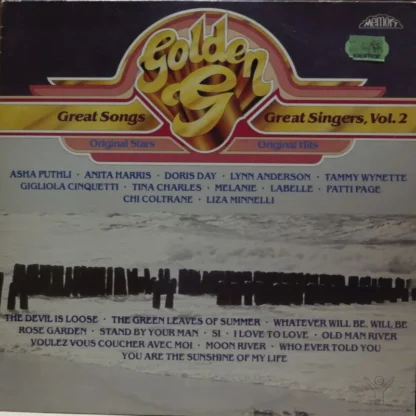 MEMORY
Golden
G
Great Songs
Great Singers, Vol. 2
Original Stars
Original Hits
ASHA PUTHLI · ANITA HARRIS · DORIS DAY · LYNN ANDERSON · TAMMY WYNETTE
GIGLIOLA CINQUETTI · TINA CHARLES · MELANIE · LABELLE · PATTI PAGE
CHI COLTRANE · LIZA MINNELLI
THE DEVIL IS LOOSE · THE GREEN LEAVES OF SUMMER · WHATEVER WILL BE, WILL BE
ROSE GARDEN · STAND BY YOUR MAN · SI · I LOVE TO LOVE · OLD MAN RIVER
VOULEZ VOUS COUCHER AVEC MOI · MOON RIVER · WHO EVER TOLD YOU
YOU ARE THE SUNSHINE OF MY LIFE